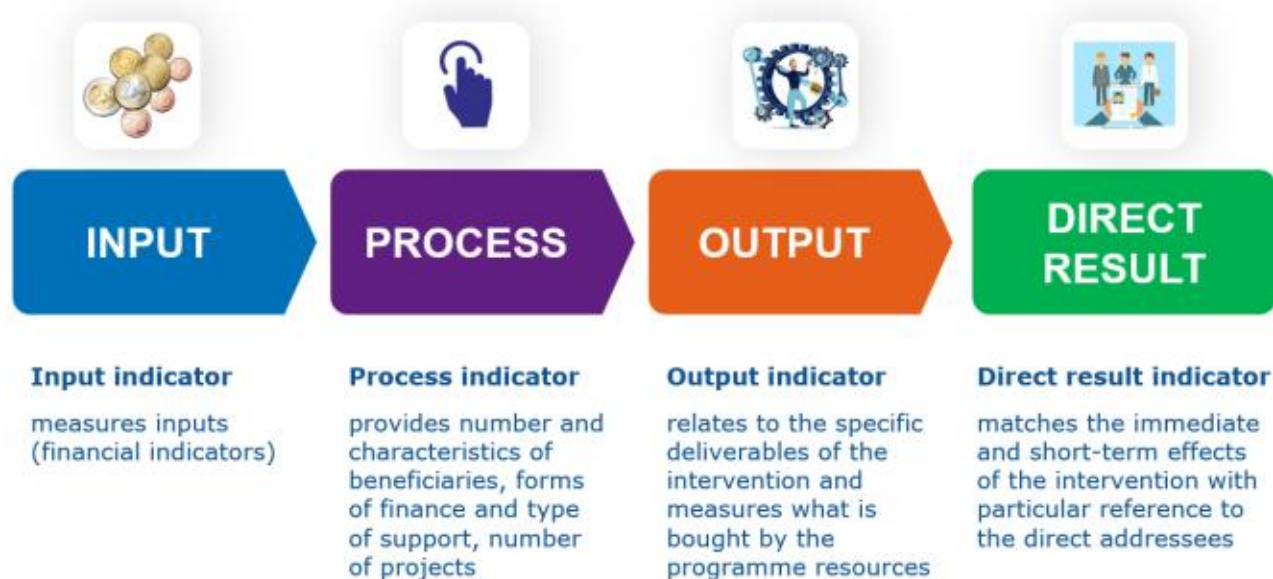 INPUT
PROCESS
OUTPUT
DIRECT
RESULT
Input indicator
measures inputs
(financial indicators)
Process indicator
provides number and
characteristics of
beneficiaries, forms
of finance and type
of support, number
of projects
Output indicator
relates to the specific
deliverables of the
intervention and
measures what is
bought by the
programme resources
Direct result indicator
matches the immediate
and short-term effects
of the intervention with
particular reference to
the direct addressees